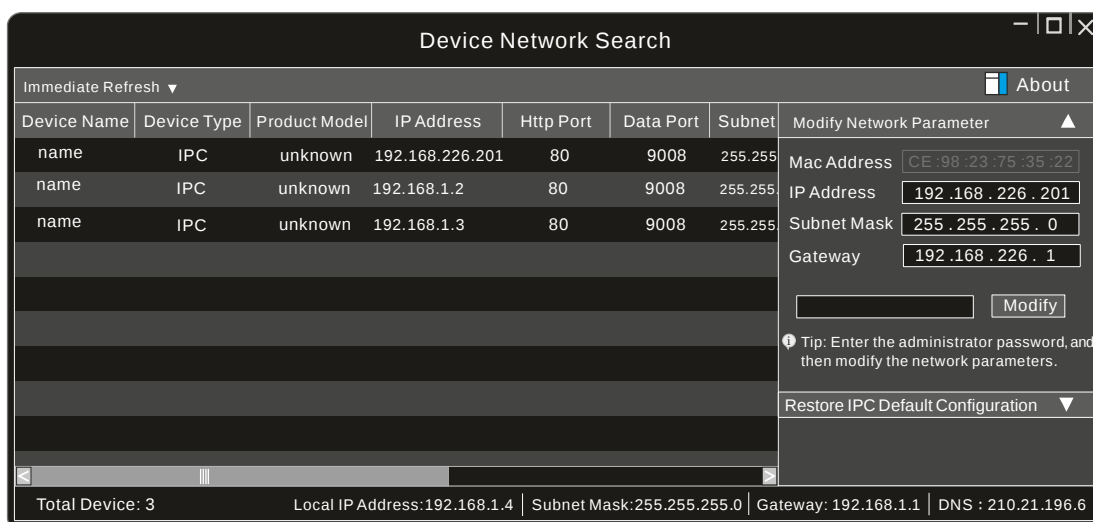 Device Network Search
Immediate Refresh ▼
About
Device Name Device Type Product Model IP Address Http Port Data Port Subnet
name IPC unknown 192.168.226.201 80 9008 255.255
name IPC unknown 192.168.1.2 80 9008 255.255.
name IPC unknown 192.168.1.3 80 9008 255.255.
Modify Network Parameter ▲
Mac Address CE:98:23:75:35:22
IP Address 192.168.226.201
Subnet Mask 255.255.255.0
Gateway 192.168.226.1
Modify
Tip: Enter the administrator password, and
then modify the network parameters.
Restore IPC Default Configuration ▼
Total Device: 3 Local IP Address:192.168.1.4 Subnet Mask:255.255.255.0 Gateway: 192.168.1.1 DNS : 210.21.196.6